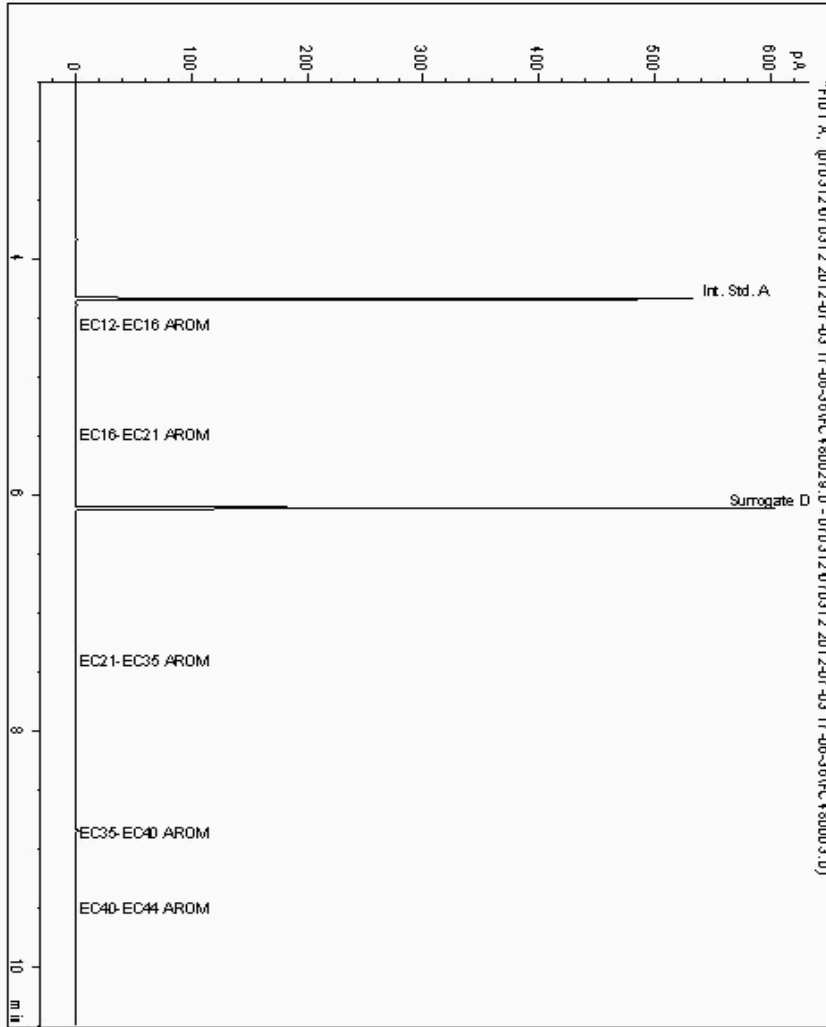 0
100
200
300
400
500
600
pA
4
Int. Std. A
EC12-EC16 AROM
EC16-EC21 AROM
6
Surrogate D
EC21-EC35 AROM
8
EC35-EC40 AROM
EC40-EC44 AROM
10
min